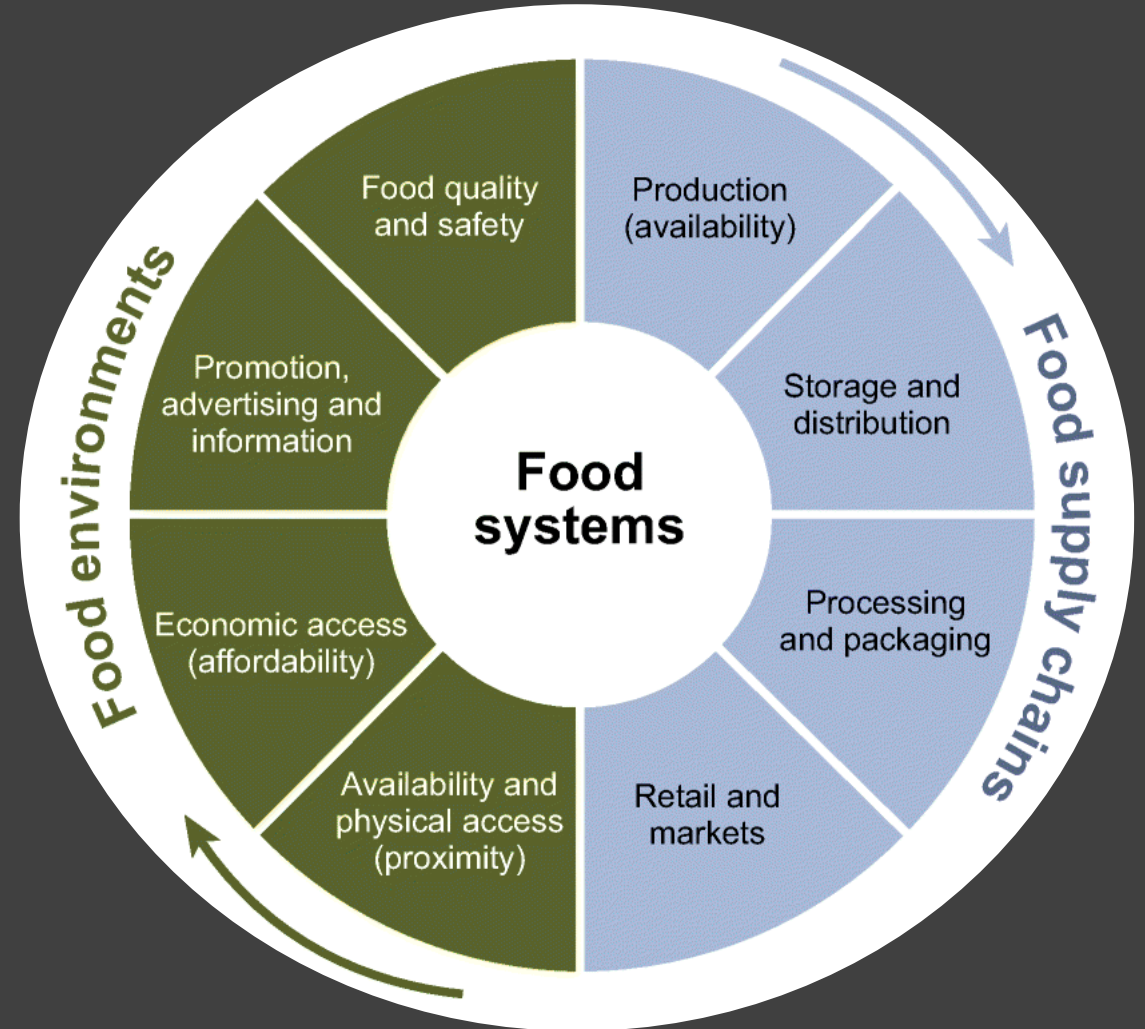 Food quality
and safety
Production
(availability)
Storage and
distribution
Processing
and packaging
Retail and
markets
Availability and
physical access
(proximity)
Economic access
(affordability)
Promotion,
advertising and
information
Food
systems
Food environments
Food supply chains